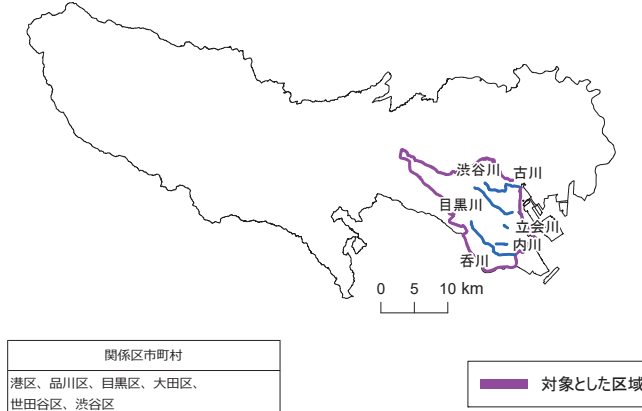 渋谷川 古川
目黒川
立会川
内川
呑川
0 5 10 km
関係区市町村
港区、品川区、目黒区、大田区、
世田谷区、渋谷区
対象とした区域